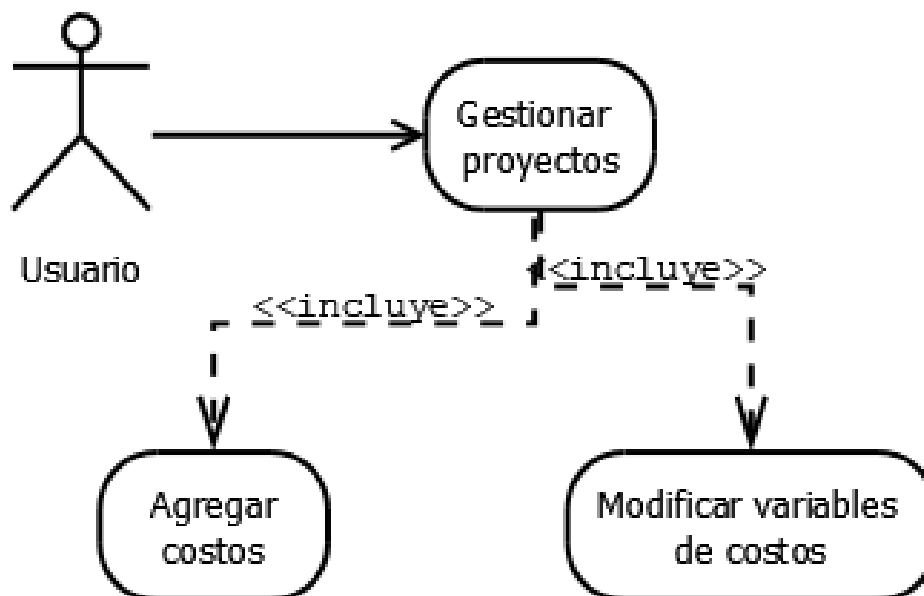 Gestionar
proyectos
Usuario
<<incluye>>
<<incluye>>
Agregar
costos
Modificar variables
de costos